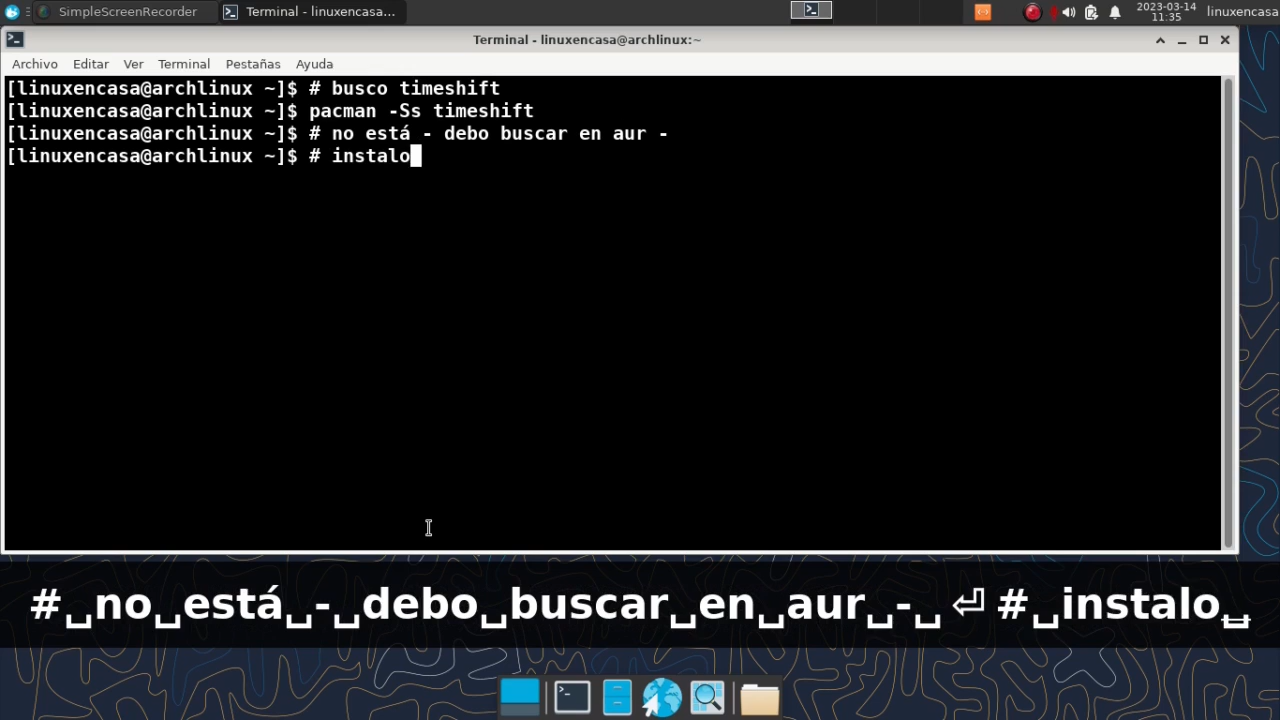 SimpleScreenRecorder
Terminal - linuxencasa...
2023-03-14
11:35
linuxencasa
Terminal - linuxencasa@archlinux:~
Archivo Editar Ver Terminal Pestañas Ayuda
[linuxencasa@archlinux ~]$ # busco timeshift
[linuxencasa@archlinux ~]$ pacman -Ss timeshift
[linuxencasa@archlinux ~]$ # no está - debo buscar en aur -
[linuxencasa@archlinux ~]$ # instalo
#␣no␣está␣-␣debo␣buscar␣en␣aur␣-␣⏎#␣instalo␣